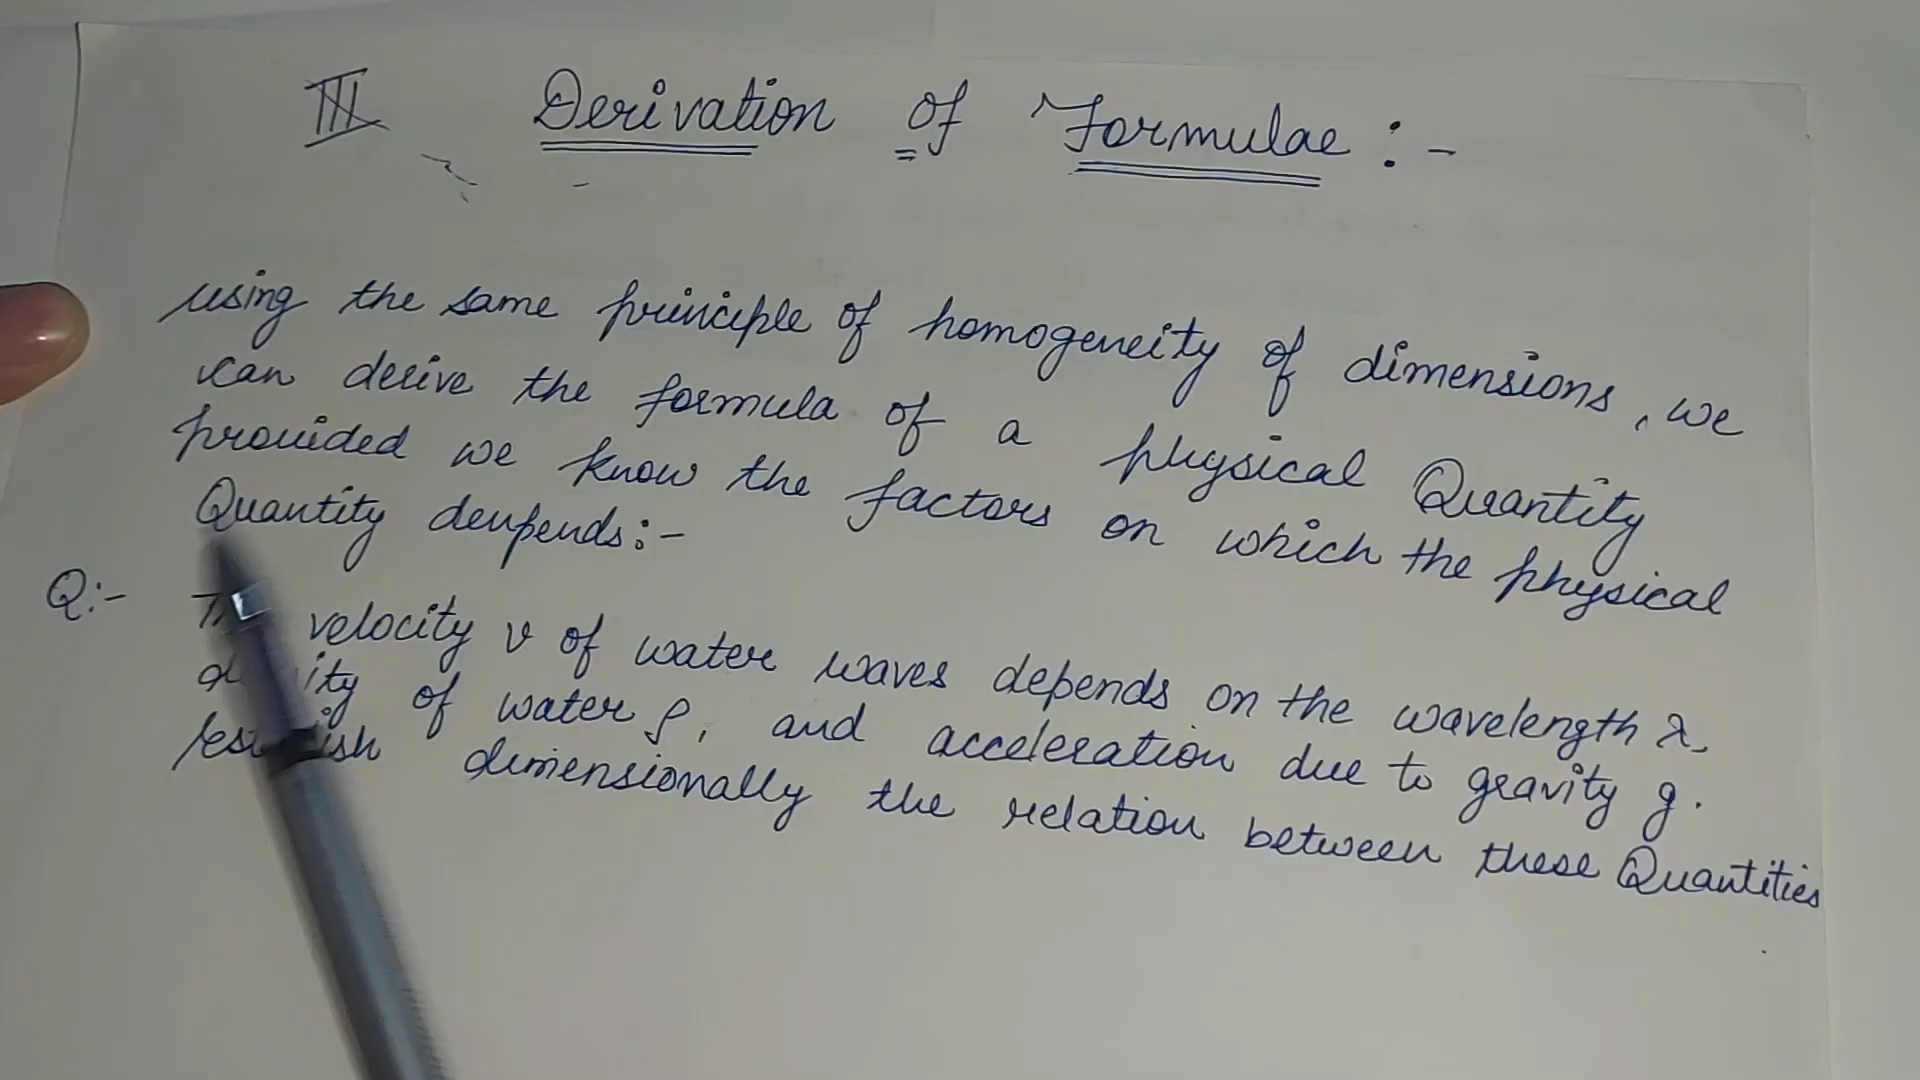 III Derivation of Formulae :-
using the same principle of homogeneity of dimensions, we
can derive the formula of a physical Quantity
provided we know the factors on which the physical
Quantity denpends:-
Q:- velocity v of water waves depends on the wavelength λ,
of water ρ, and acceleration due to gravity g.
dimensionally the relation between these Quantities